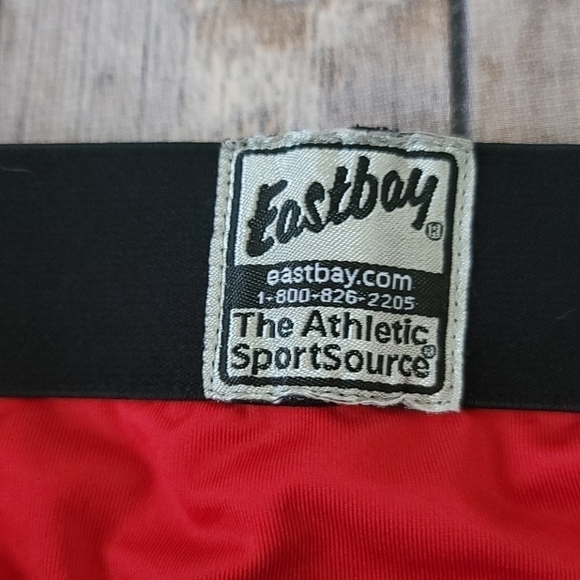 Eastbay®
eastbay.com
1-800-826-2205
The Athletic
SportSource®